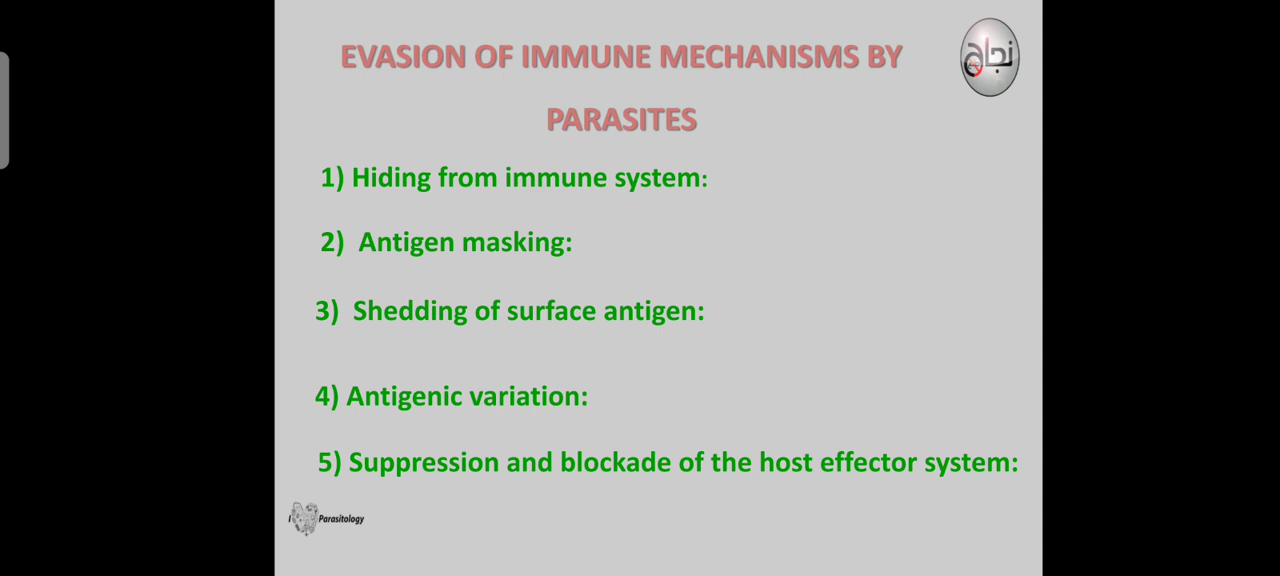 EVASION OF IMMUNE MECHANISMS BY
PARASITES
نجاح
1) Hiding from immune system:
2) Antigen masking:
3) Shedding of surface antigen:
4) Antigenic variation:
5) Suppression and blockade of the host effector system:
I Parasitology